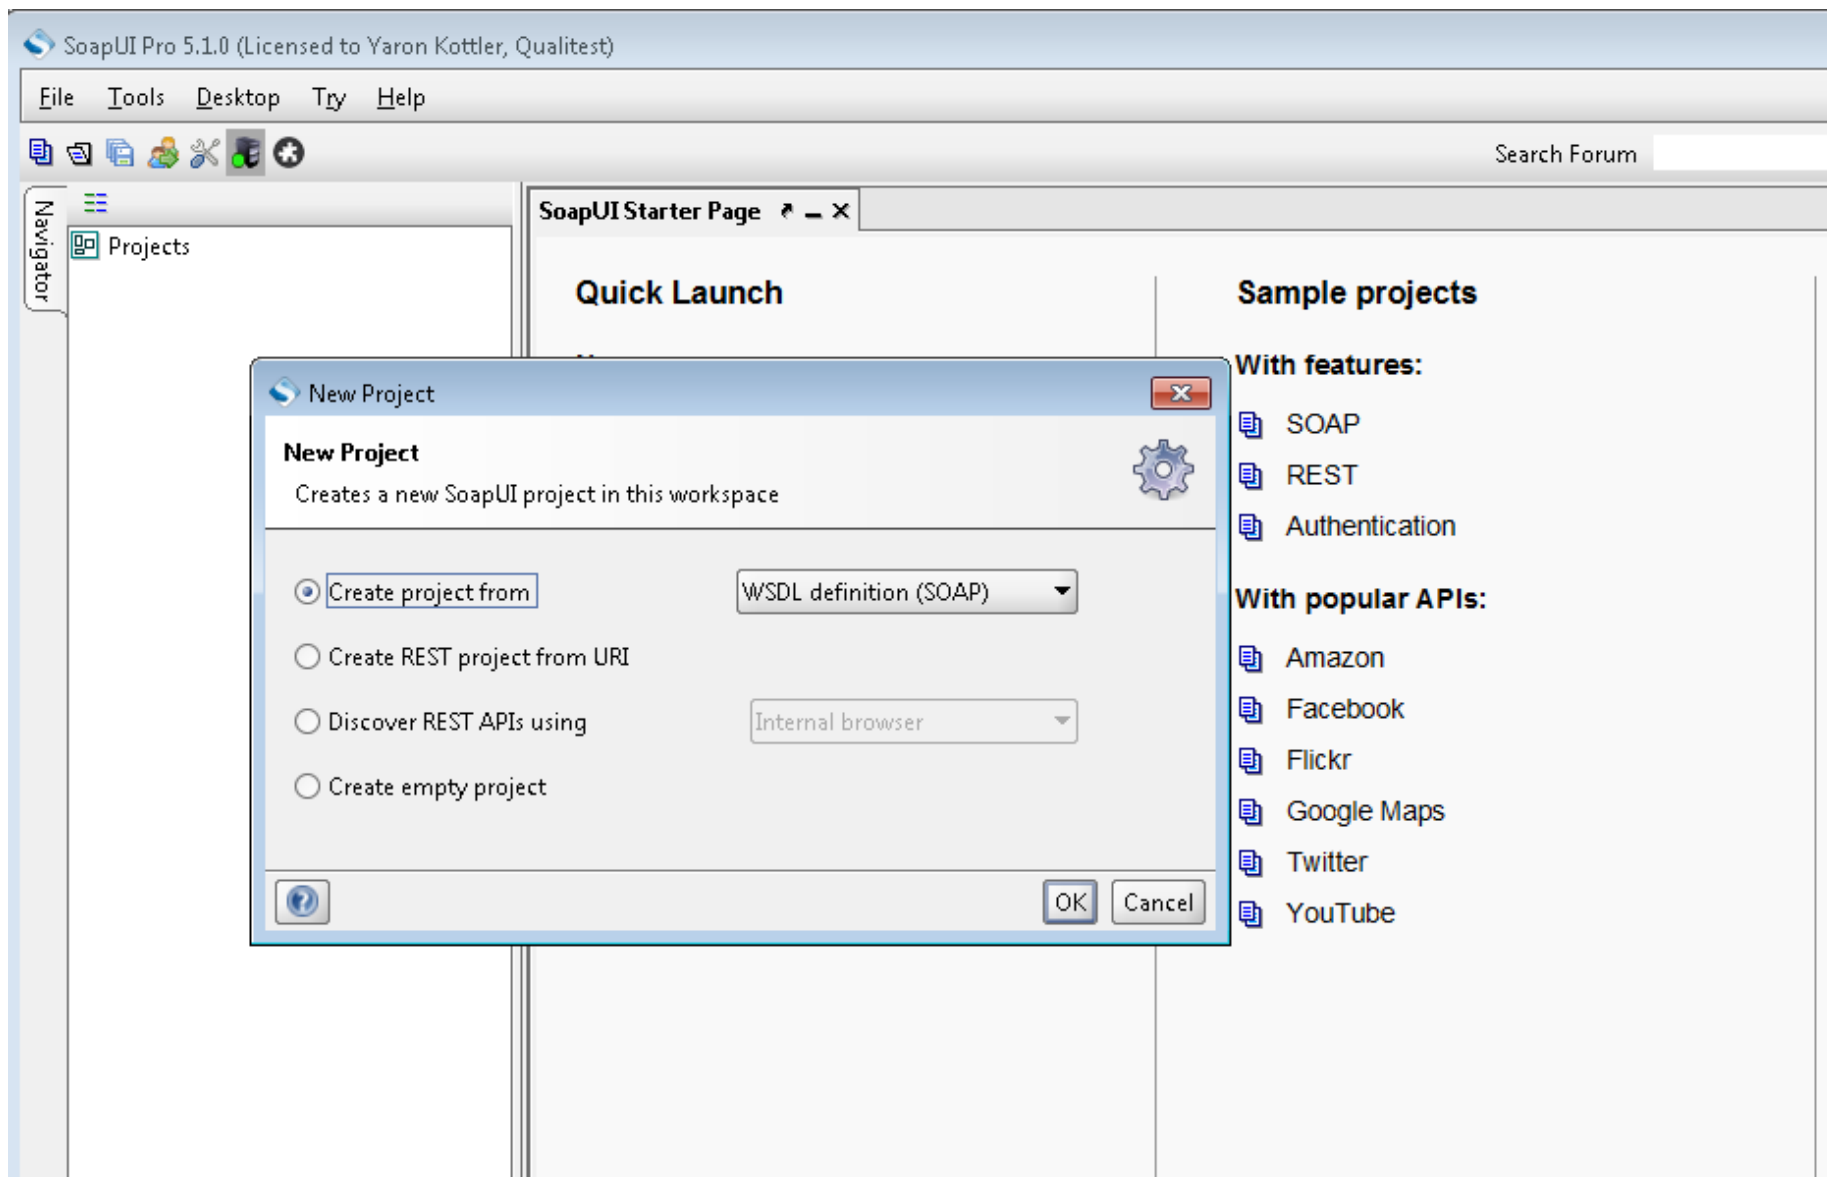 SoapUI Pro 5.1.0 (Licensed to Yaron Kottler, Qualitest)
File Tools Desktop Try Help
Search Forum
Navigator
Projects
SoapUI Starter Page
Quick Launch
Sample projects
With features:
SOAP
REST
Authentication
With popular APIs:
Amazon
Facebook
Flickr
Google Maps
Twitter
YouTube
New Project
New Project
Creates a new SoapUI project in this workspace
Create project from WSDL definition (SOAP)
Create REST project from URI
Discover REST APIs using Internal browser
Create empty project
OK Cancel